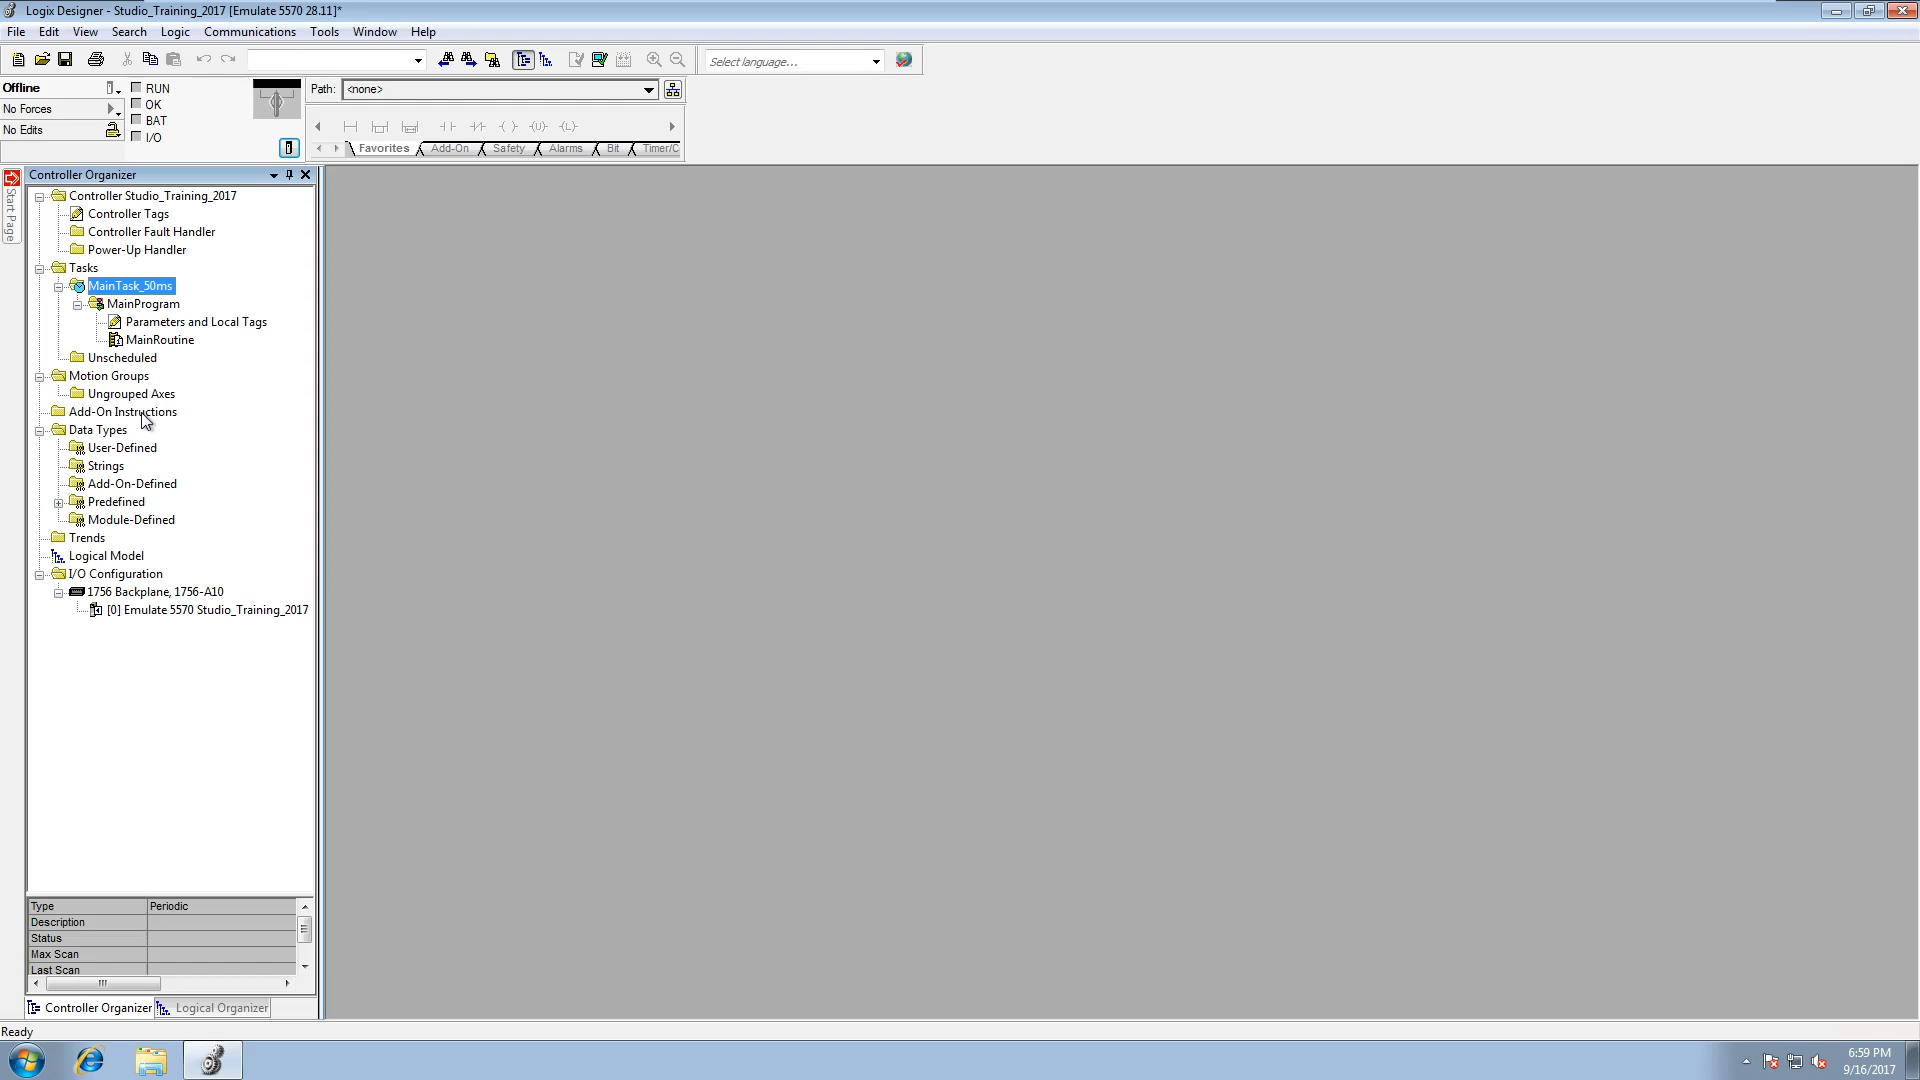 Logix Designer - Studio_Training_2017 [Emulate 5570 28.11]*
File Edit View Search Logic Communications Tools Window Help
Select language...
Offline
RUN
Path: <none>
No Forces
OK
No Edits
BAT
I/O
Favorites Add-On Safety Alarms Bit Timer/C
Start Page
Controller Organizer
Controller Studio_Training_2017
Controller Tags
Controller Fault Handler
Power-Up Handler
Tasks
MainTask_50ms
MainProgram
Parameters and Local Tags
MainRoutine
Unscheduled
Motion Groups
Ungrouped Axes
Add-On Instructions
Data Types
User-Defined
Strings
Add-On-Defined
Predefined
Module-Defined
Trends
Logical Model
I/O Configuration
1756 Backplane, 1756-A10
[0] Emulate 5570 Studio_Training_2017
Type Periodic
Description
Status
Max Scan
Last Scan
Controller Organizer Logical Organizer
Ready
6:59 PM
9/16/2017